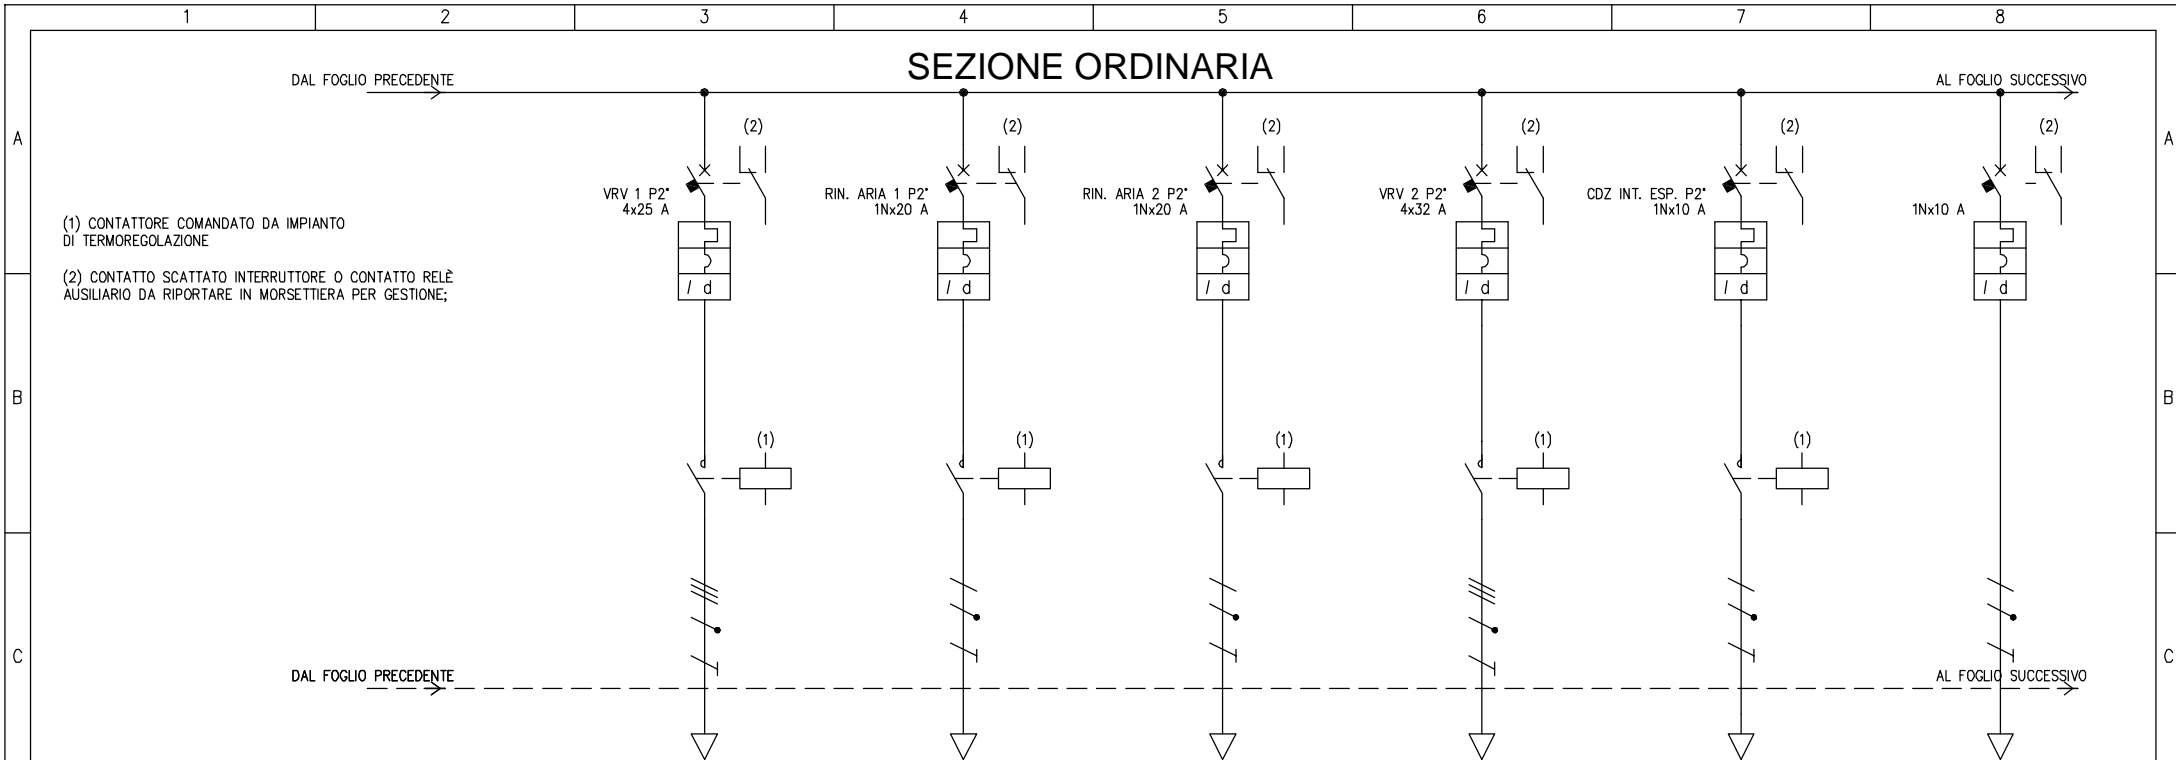 1 2 3 4 5 6 7 8
SEZIONE ORDINARIA
DAL FOGLIO PRECEDENTE
AL FOGLIO SUCCESSIVO
A
A
(2) (2) (2) (2) (2) (2)
VRV 1 P2°
4x25 A
RIN. ARIA 1 P2°
1Nx20 A
RIN. ARIA 2 P2°
1Nx20 A
VRV 2 P2°
4x32 A
CDZ INT. ESP. P2°
1Nx10 A
1Nx10 A
(1) CONTATTORE COMANDATO DA IMPIANTO
DI TERMOREGOLAZIONE
(2) CONTATTO SCATTATO INTERRUTTORE O CONTATTO RELÈ
AUSILIARIO DA RIPORTARE IN MORSETTIERA PER GESTIONE;
I d I d I d I d I d I d
B
B
(1) (1) (1) (1) (1)
C
C
DAL FOGLIO PRECEDENTE
AL FOGLIO SUCCESSIVO